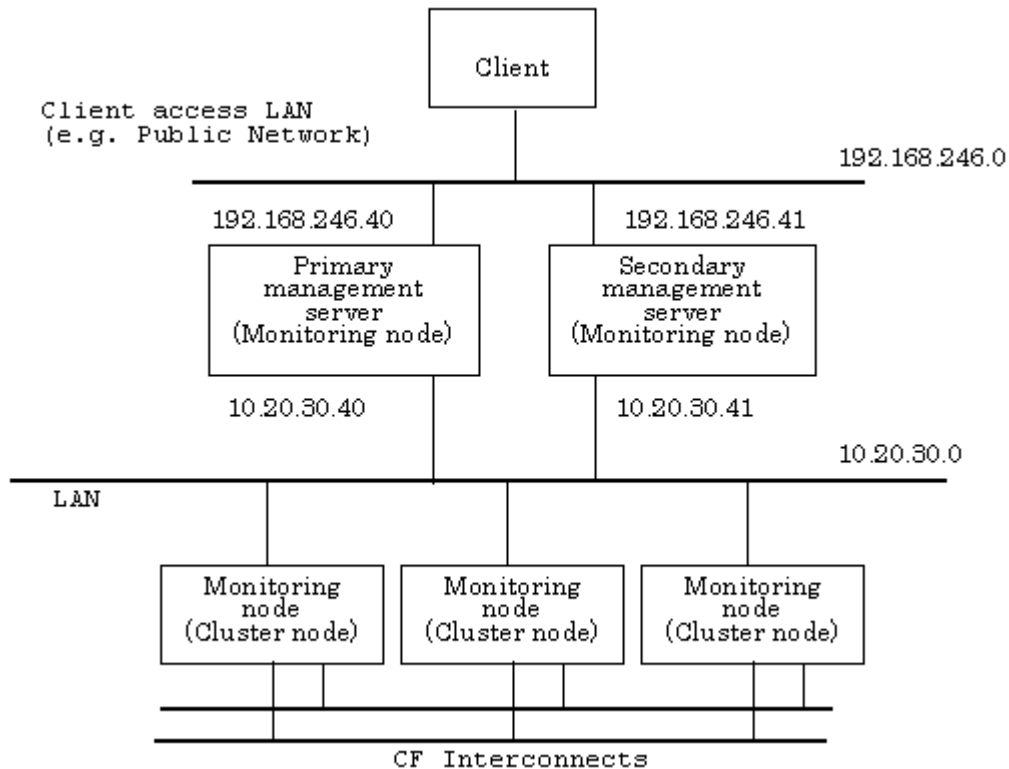 Client
Client access LAN
(e.g. Public Network)
192.168.246.0
192.168.246.40
192.168.246.41
Primary
management
server
(Monitoring node)
Secondary
management
server
(Monitoring node)
10.20.30.40
10.20.30.41
10.20.30.0
LAN
Monitoring
node
(Cluster node)
Monitoring
node
(Cluster node)
Monitoring
node
(Cluster node)
CF Interconnects